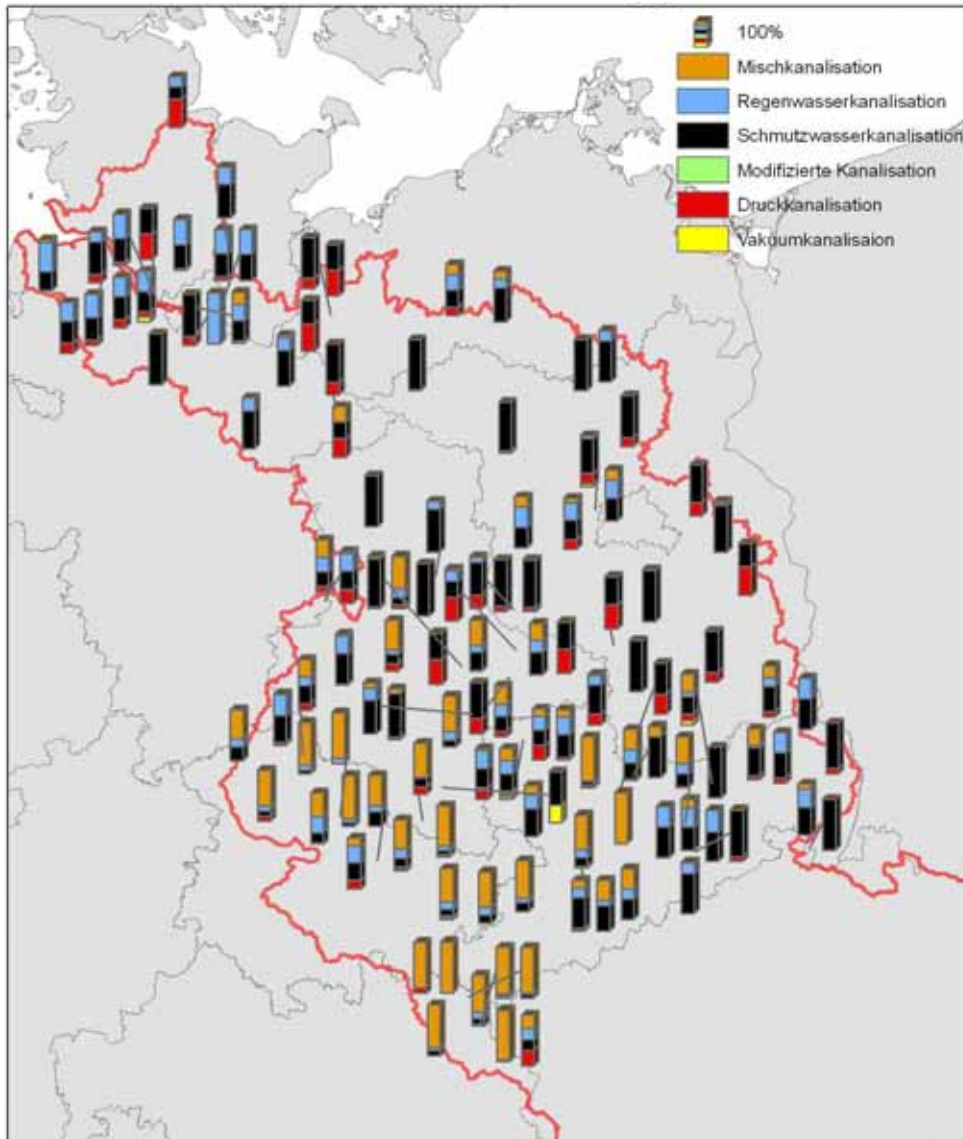 100%
Mischkanalisation
Regenwasserkanalisation
Schmutzwasserkanalisation
Modifizierte Kanalisation
Druckkanalisation
Vakuumkanalisaion